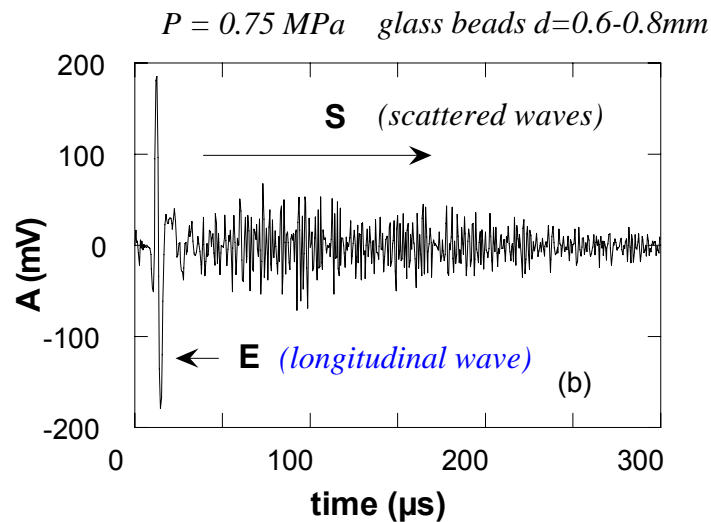 P = 0.75 MPa glass beads d=0.6-0.8mm
200
S (scattered waves)
100
A (mV)
0
-100
E (longitudinal wave)
(b)
-200
0 100 200 300
time (µs)